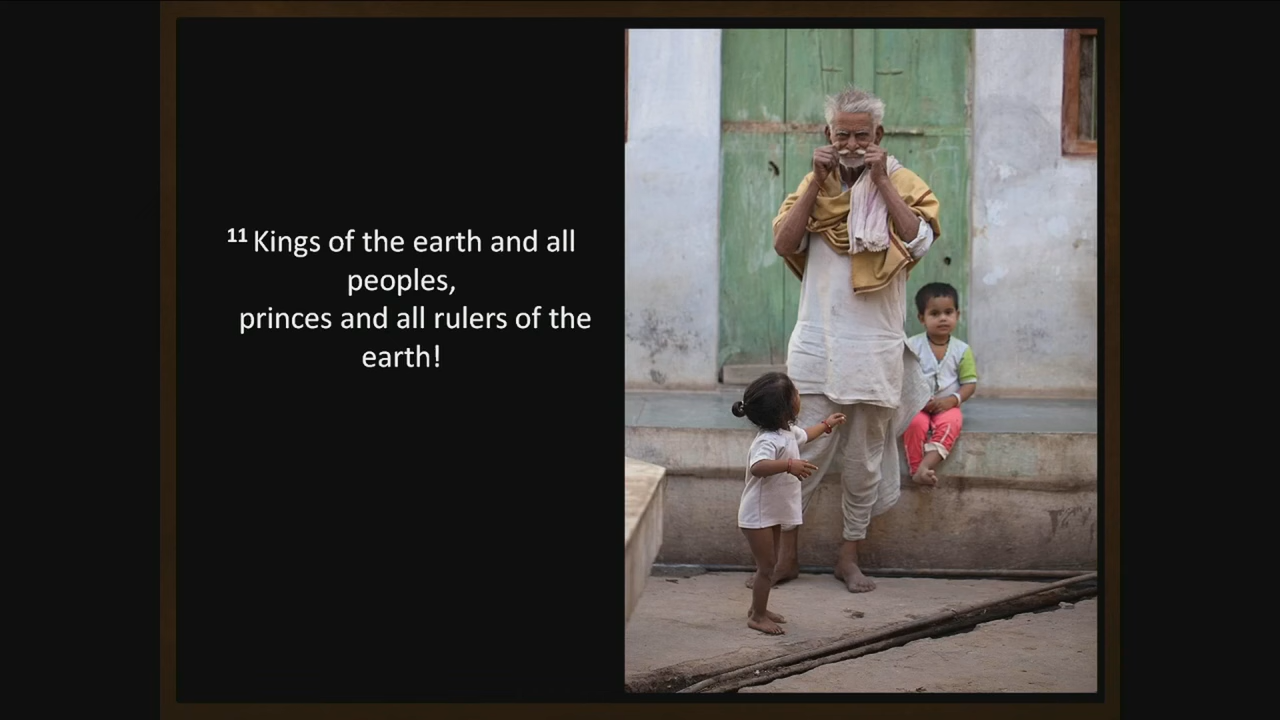 11 Kings of the earth and all
peoples,
princes and all rulers of the
earth!